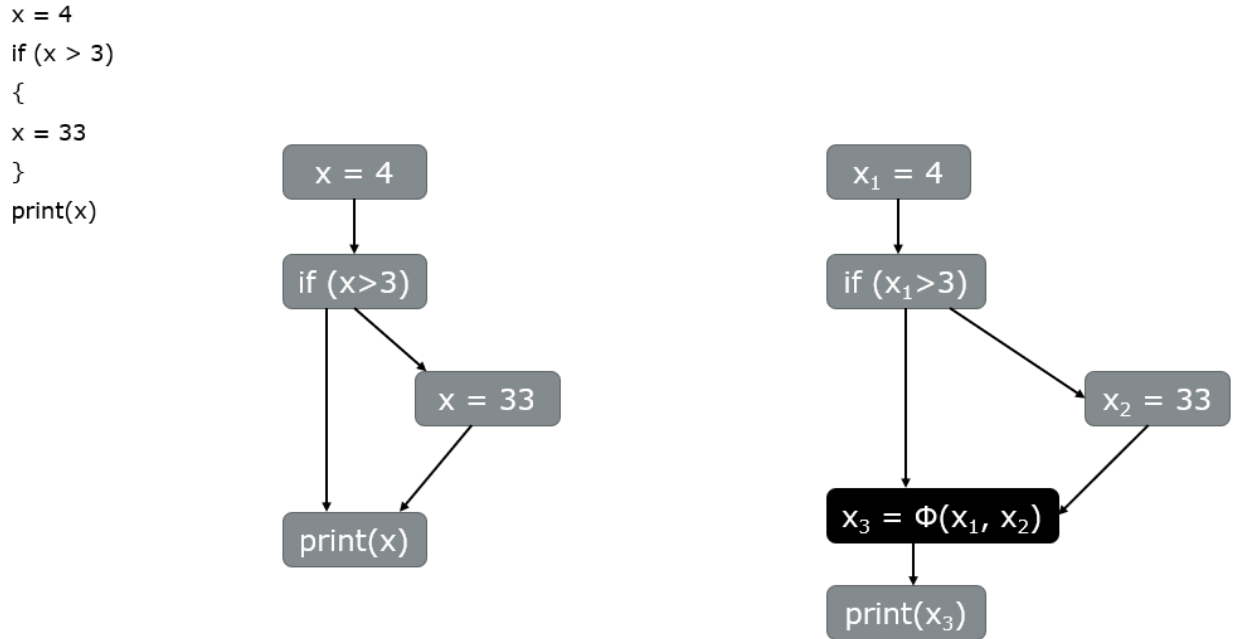 x = 4
if (x > 3)
{
x = 33
}
print(x)
x = 4
if (x>3)
x = 33
print(x)
x₁ = 4
if (x₁>3)
x₂ = 33
x₃ = Φ(x₁, x₂)
print(x₃)